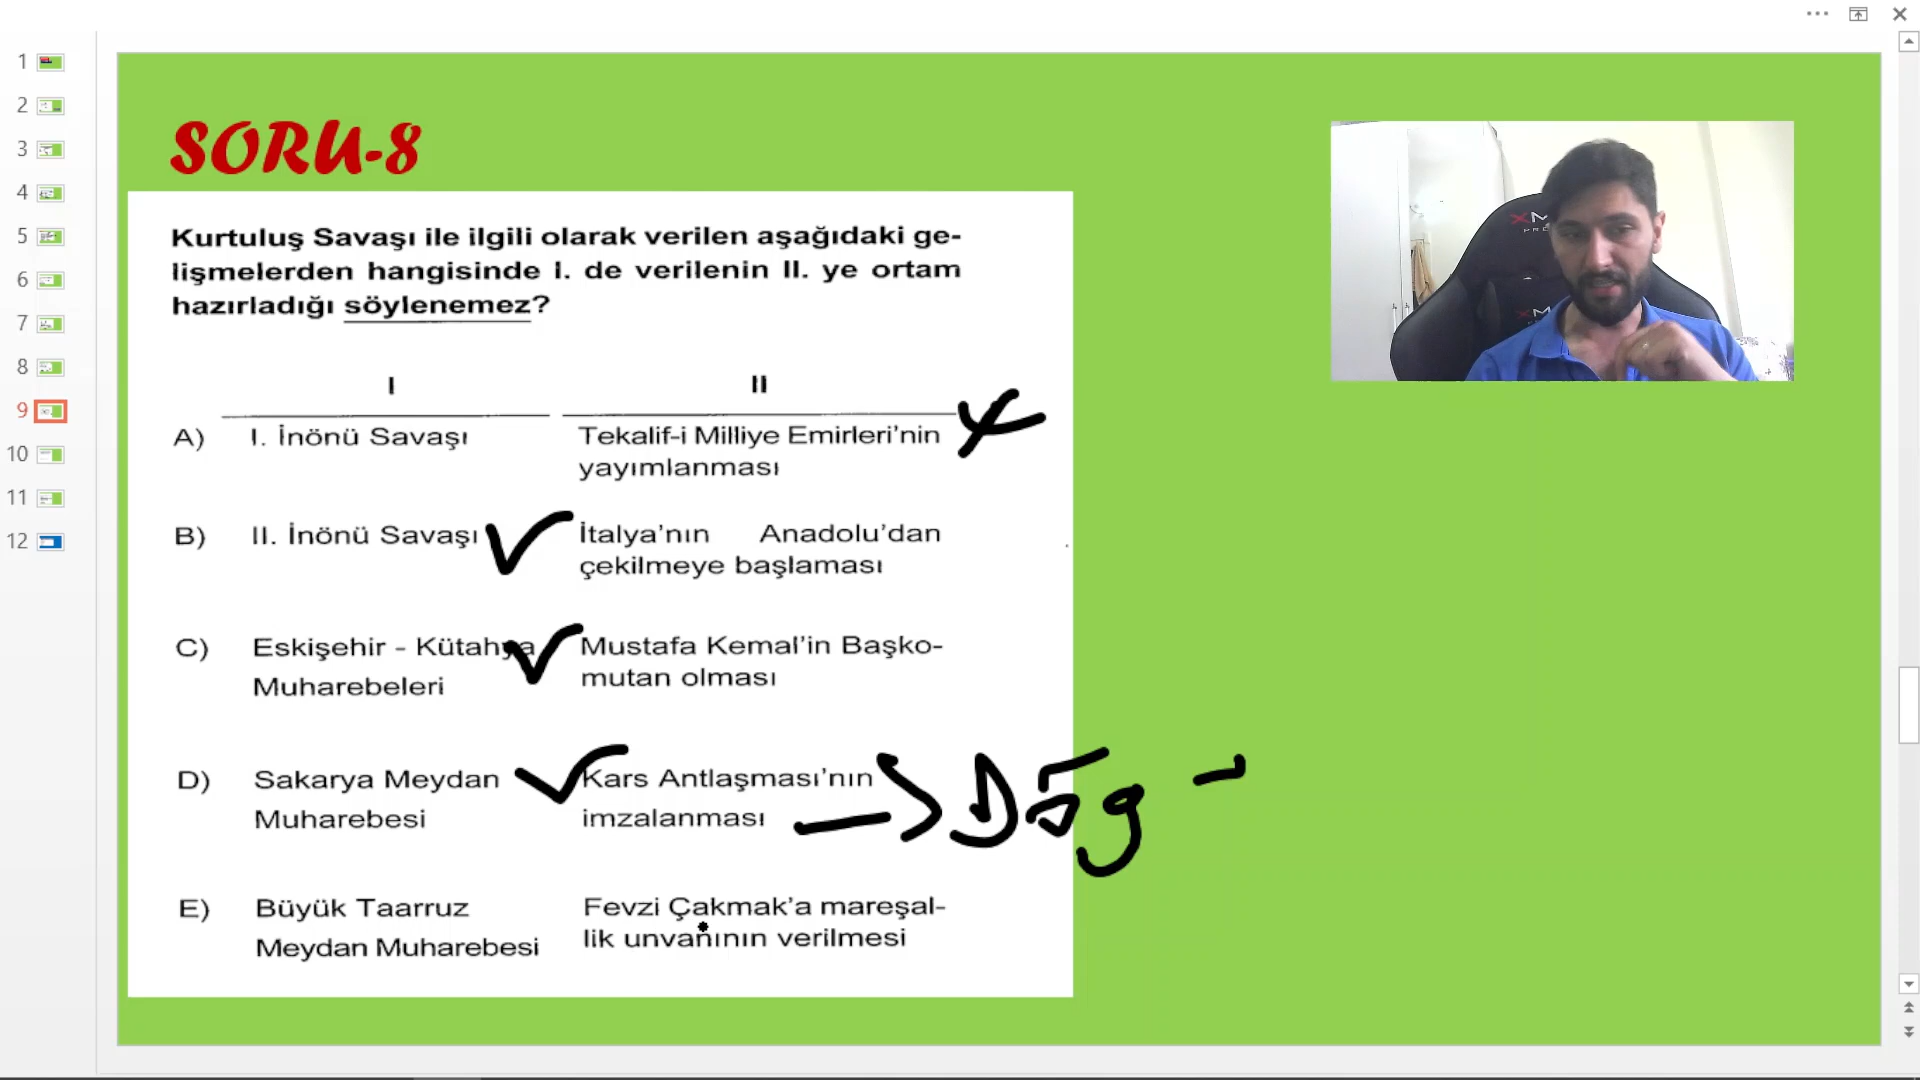 1
2
3
4
5
6
7
8
9
10
11
12
SORU-8
Kurtuluş Savaşı ile ilgili olarak verilen aşağıdaki ge-
lişmelerden hangisinde I. de verilenin II. ye ortam
hazırladığı söylenemez?
I II
A) I. İnönü Savaşı Tekalif-i Milliye Emirleri'nin
yayımlanması
B) II. İnönü Savaşı İtalya'nın Anadolu'dan
çekilmeye başlaması
C) Eskişehir - Kütahya Mustafa Kemal'in Başko-
Muharebeleri mutan olması
D) Sakarya Meydan Kars Antlaşması'nın
Muharebesi imzalanması
E) Büyük Taarruz Fevzi Çakmak'a mareşal-
Meydan Muharebesi lik unvanının verilmesi